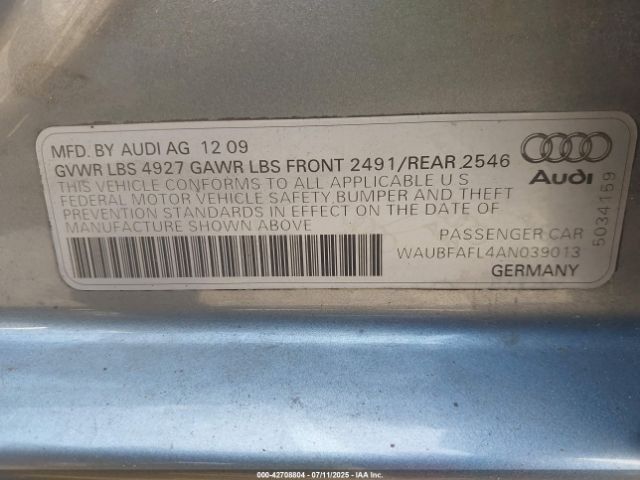 MFD. BY AUDI AG 12 09
GVWR LBS 4927 GAWR LBS FRONT 2491/REAR 2546
THIS VEHICLE CONFORMS TO ALL APPLICABLE U S
FEDERAL MOTOR VEHICLE SAFETY,BUMPER AND THEFT
PREVENTION STANDARDS IN EFFECT ON THE DATE OF
MANUFACTURE SHOWN ABOVE
PASSENGER CAR
WAUBFAFL4AN039013
GERMANY
Audi
5034159
000-42708804 - 07/11/2025 - IAA Inc.